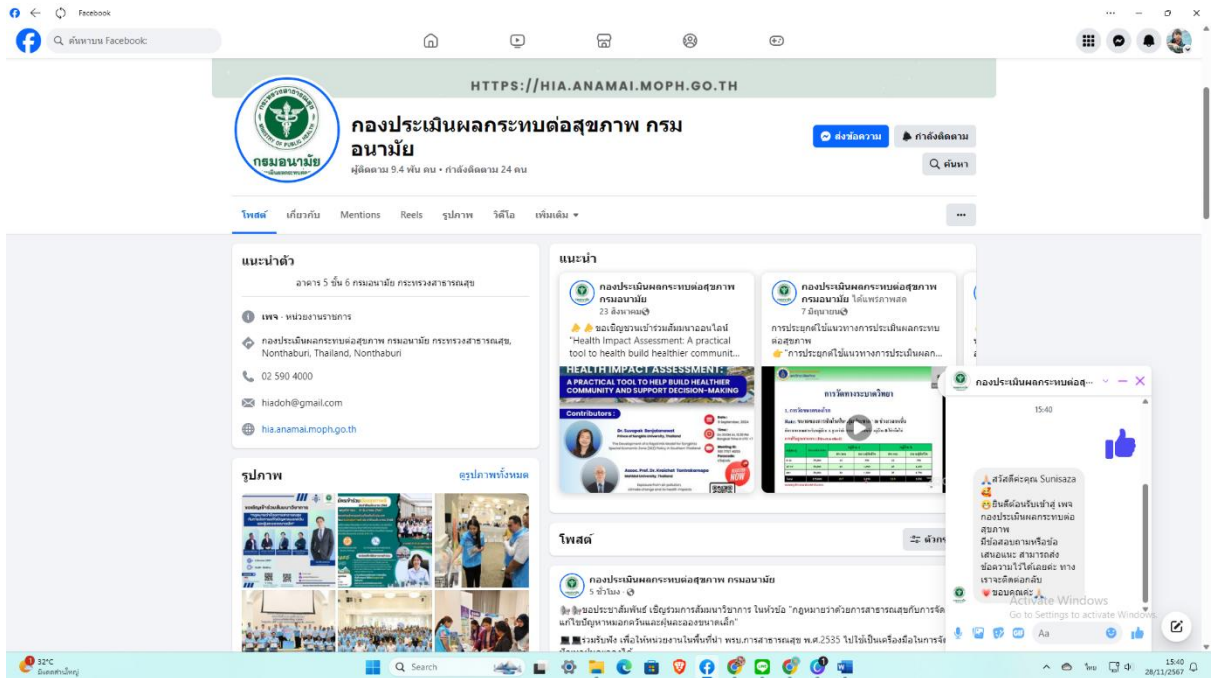 Facebook
ค้นหาบน Facebook
HTTPS://HIA.ANAMAI.MOPH.GO.TH
กรมอนามัย
กองประเมินผลกระทบต่อสุขภาพ กรม
อนามัย
ผู้ติดตาม 9.4 พัน คน • กำลังติดตาม 24 คน
ส่งข้อความ
กำลังติดตาม
ค้นหา
โพสต์ เกี่ยวกับ Mentions Reels รูปภาพ วิดีโอ เพิ่มเติม
แนะนำตัว
อาคาร 5 ชั้น 6 กรมอนามัย กระทรวงสาธารณสุข
เพจ · หน่วยงานราชการ
กองประเมินผลกระทบต่อสุขภาพ กรมอนามัย กระทรวงสาธารณสุข,
Nonthaburi, Thailand, Nonthaburi
02 590 4000
hiadoh@gmail.com
hia.anamai.moph.go.th
รูปภาพ
ดูรูปภาพทั้งหมด
แนะนำ
กองประเมินผลกระทบต่อสุขภาพ
กรมอนามัย
23 สิงหาคม
ขอเชิญชวนเข้าร่วมสัมมนาออนไลน์
"Health Impact Assessment: A practical
tool to health build healthier communit...
HEALTH IMPACT ASSESSMENT:
A PRACTICAL TOOL TO HELP BUILD HEALTHIER
COMMUNITY AND SUPPORT DECISION-MAKING
Contributors :
กองประเมินผลกระทบต่อสุขภาพ
กรมอนามัย ได้แพร่ภาพสด
7 มิถุนายน
การประยุกต์ใช้แนวทางการประเมินผลกระทบ
ต่อสุขภาพ
"การประยุกต์ใช้แนวทางการประเมินผลก...
การวัดทางระบาดวิทยา
โพสต์
กองประเมินผลกระทบต่อสุขภาพ กรมอนามัย
5 ชั่วโมง
ขอประชาสัมพันธ์ เชิญร่วมการสัมมนาวิชาการ ในหัวข้อ "กฎหมายว่าด้วยการสาธารณสุขกับการจัด
แก้ไขปัญหาหมอกควันและฝุ่นละอองขนาดเล็ก"
ร่วมรับฟัง เพื่อให้หน่วยงานในพื้นที่นำ พรบ.การสาธารณสุข พ.ศ.2535 ไปใช้เป็นเครื่องมือในการจั
กองประเมินผลกระทบต่อสุ...
15:40
สวัสดีค่ะคุณ Sunisaza
ยินดีต้อนรับเข้าสู่ เพจ
กองประเมินผลกระทบต่อ
สุขภาพ
มีข้อสอบถามหรือข้อ
เสนอแนะ สามารถส่ง
ข้อความไว้ได้เลยค่ะ ทาง
เราจะติดต่อกลับ
ขอบคุณค่ะ
Activate Windows
Go to Settings to activate Windows.
Aa
32°C
มีแดดส่วนใหญ่
Search
ไทย
15:40
28/11/2567